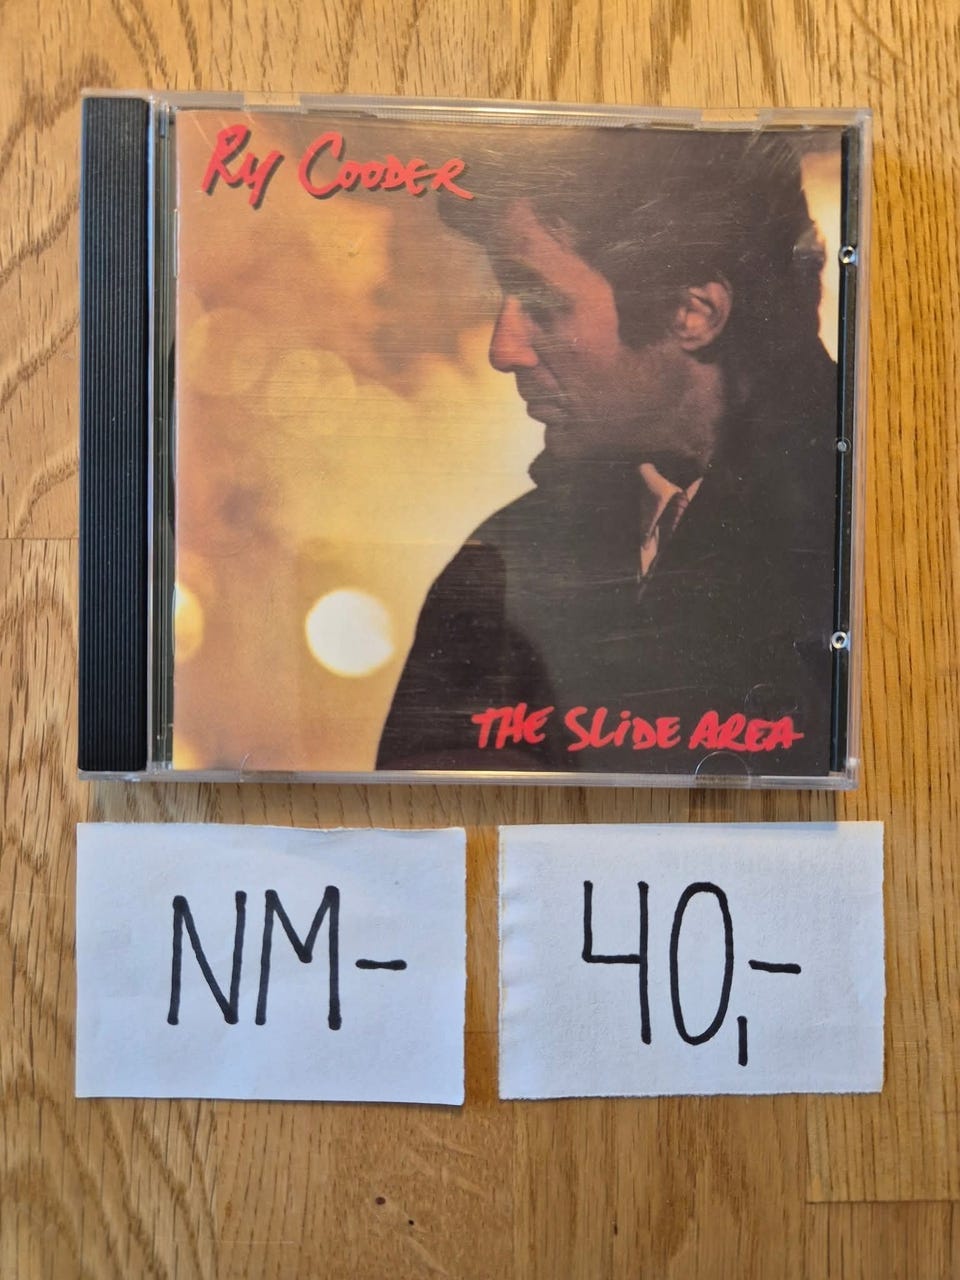 Ry Cooder
The Slide Area
NM-
40,-